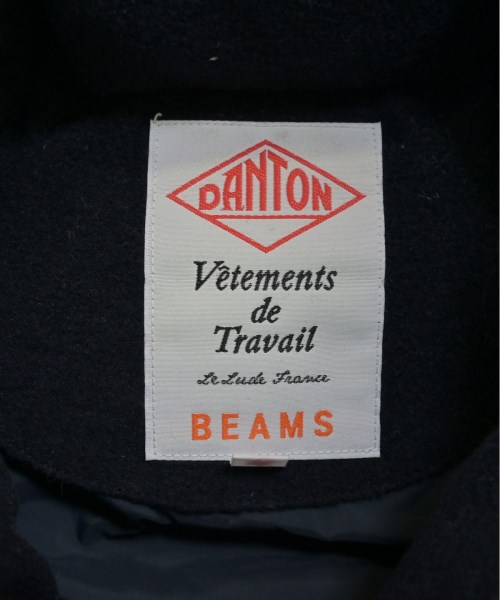 DANTON
Vêtements
de
Travail
Le Lude France
BEAMS